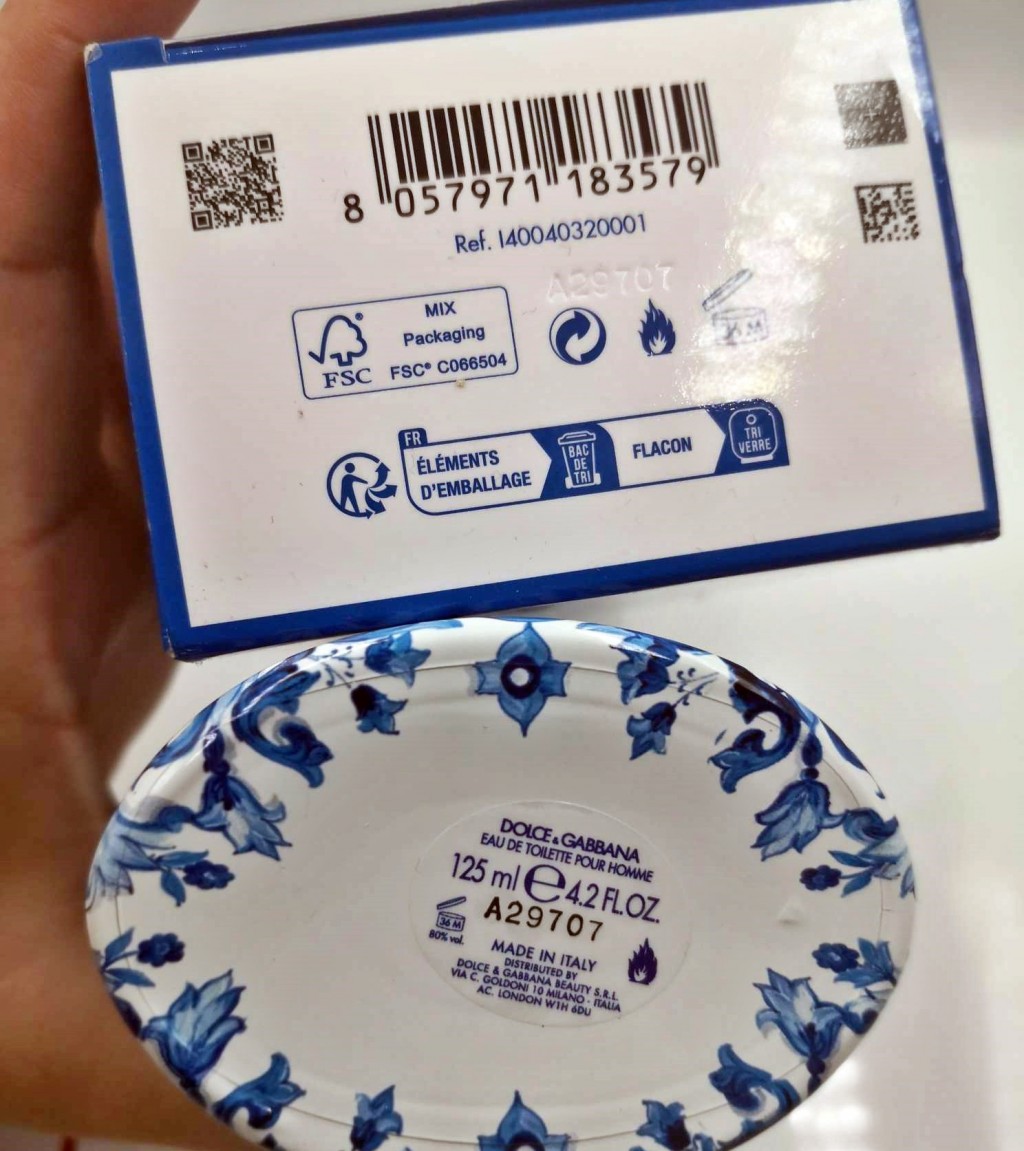 8 057971 183579
Ref. I40040320001
A29707
MIX
Packaging
FSC® C066504
FSC
36 M
FR
ÉLÉMENTS
D'EMBALLAGE
BAC
DE
TRI
FLACON
TRI
VERRE
DOLCE & GABBANA
EAU DE TOILETTE POUR HOMME
125 ml e 4.2 FL.OZ.
A29707
36 M
80% vol.
MADE IN ITALY
DISTRIBUTED BY
DOLCE & GABBANA BEAUTY S.R.L.
VIA C. GOLDONI 10 MILANO - ITALIA
AC. LONDON W1H 6DU